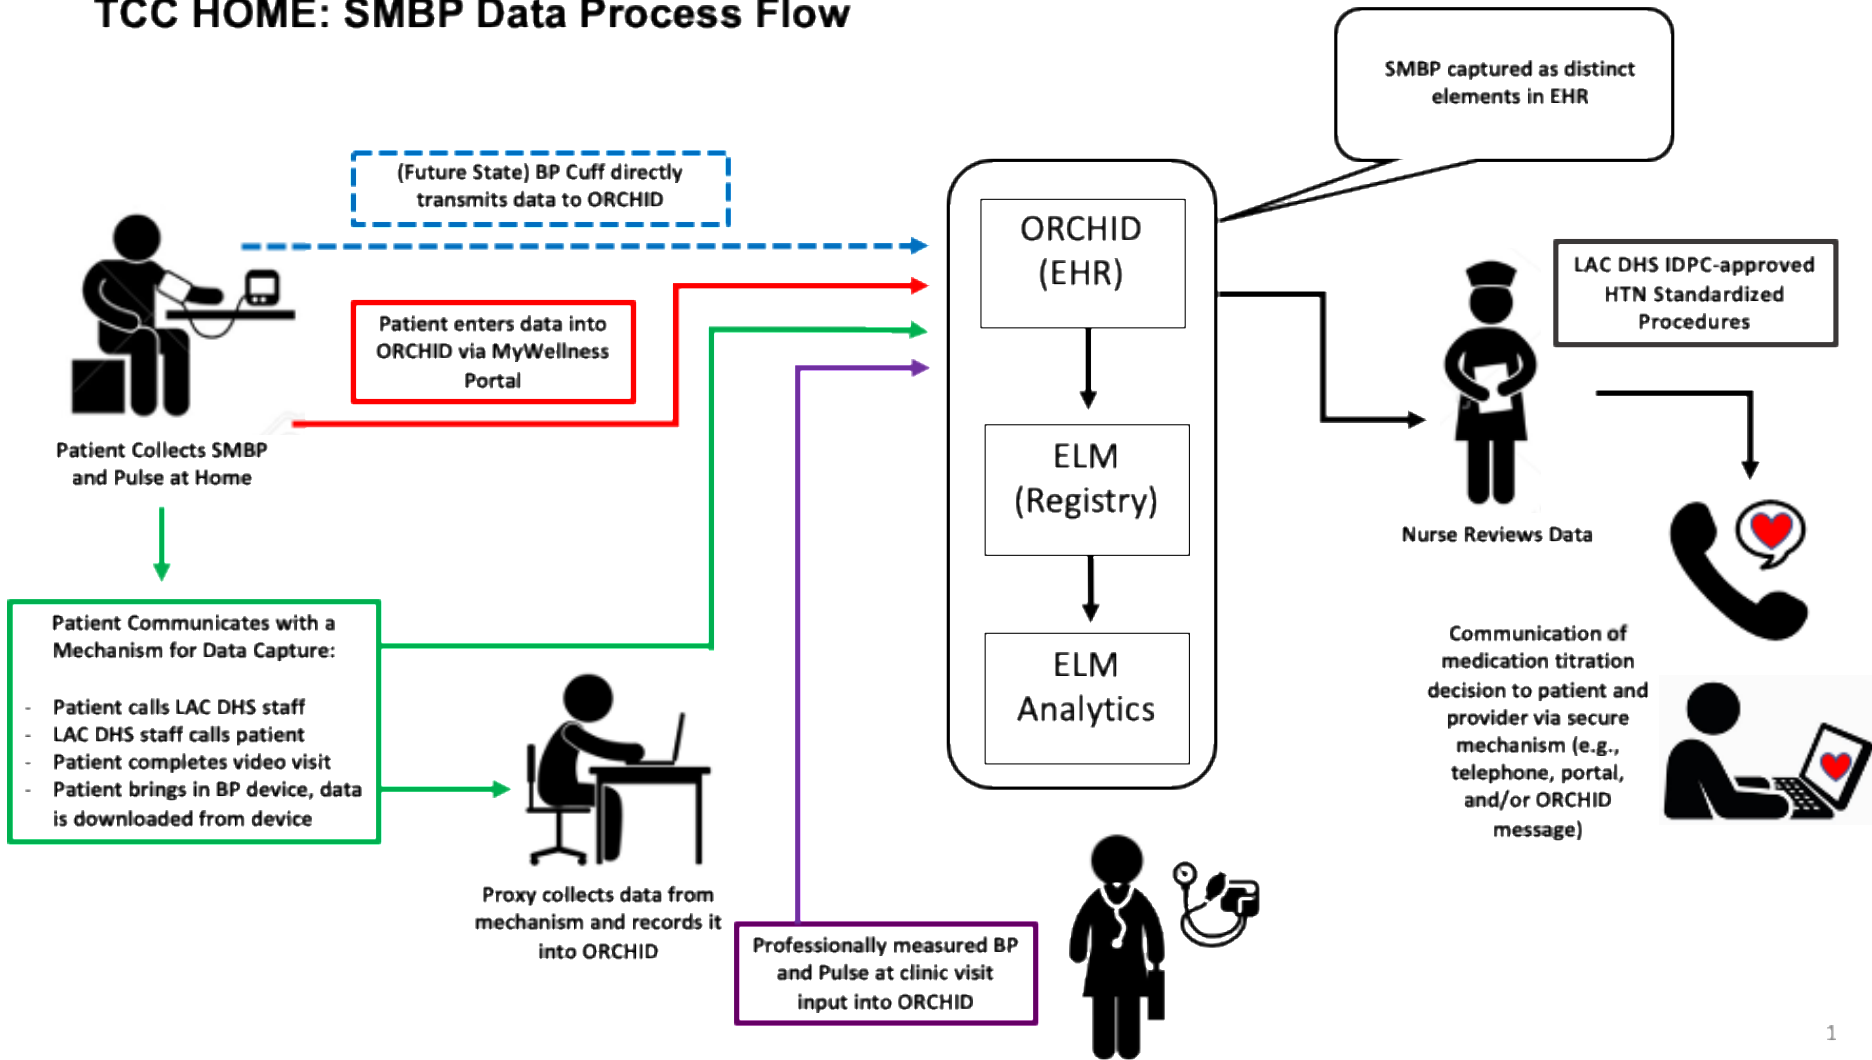 TCC HOME: SMBP Data Process Flow
SMBP captured as distinct
elements in EHR
(Future State) BP Cuff directly
transmits data to ORCHID
Patient enters data into
ORCHID via MyWellness
Portal
Patient Collects SMBP
and Pulse at Home
Patient Communicates with a
Mechanism for Data Capture:
- Patient calls LAC DHS staff
- LAC DHS staff calls patient
- Patient completes video visit
- Patient brings in BP device, data
is downloaded from device
Proxy collects data from
mechanism and records it
into ORCHID
Professionally measured BP
and Pulse at clinic visit
input into ORCHID
ORCHID
(EHR)
ELM
(Registry)
ELM
Analytics
LAC DHS IDPC-approved
HTN Standardized
Procedures
Nurse Reviews Data
Communication of
medication titration
decision to patient and
provider via secure
mechanism (e.g.,
telephone, portal,
and/or ORCHID
message)
1